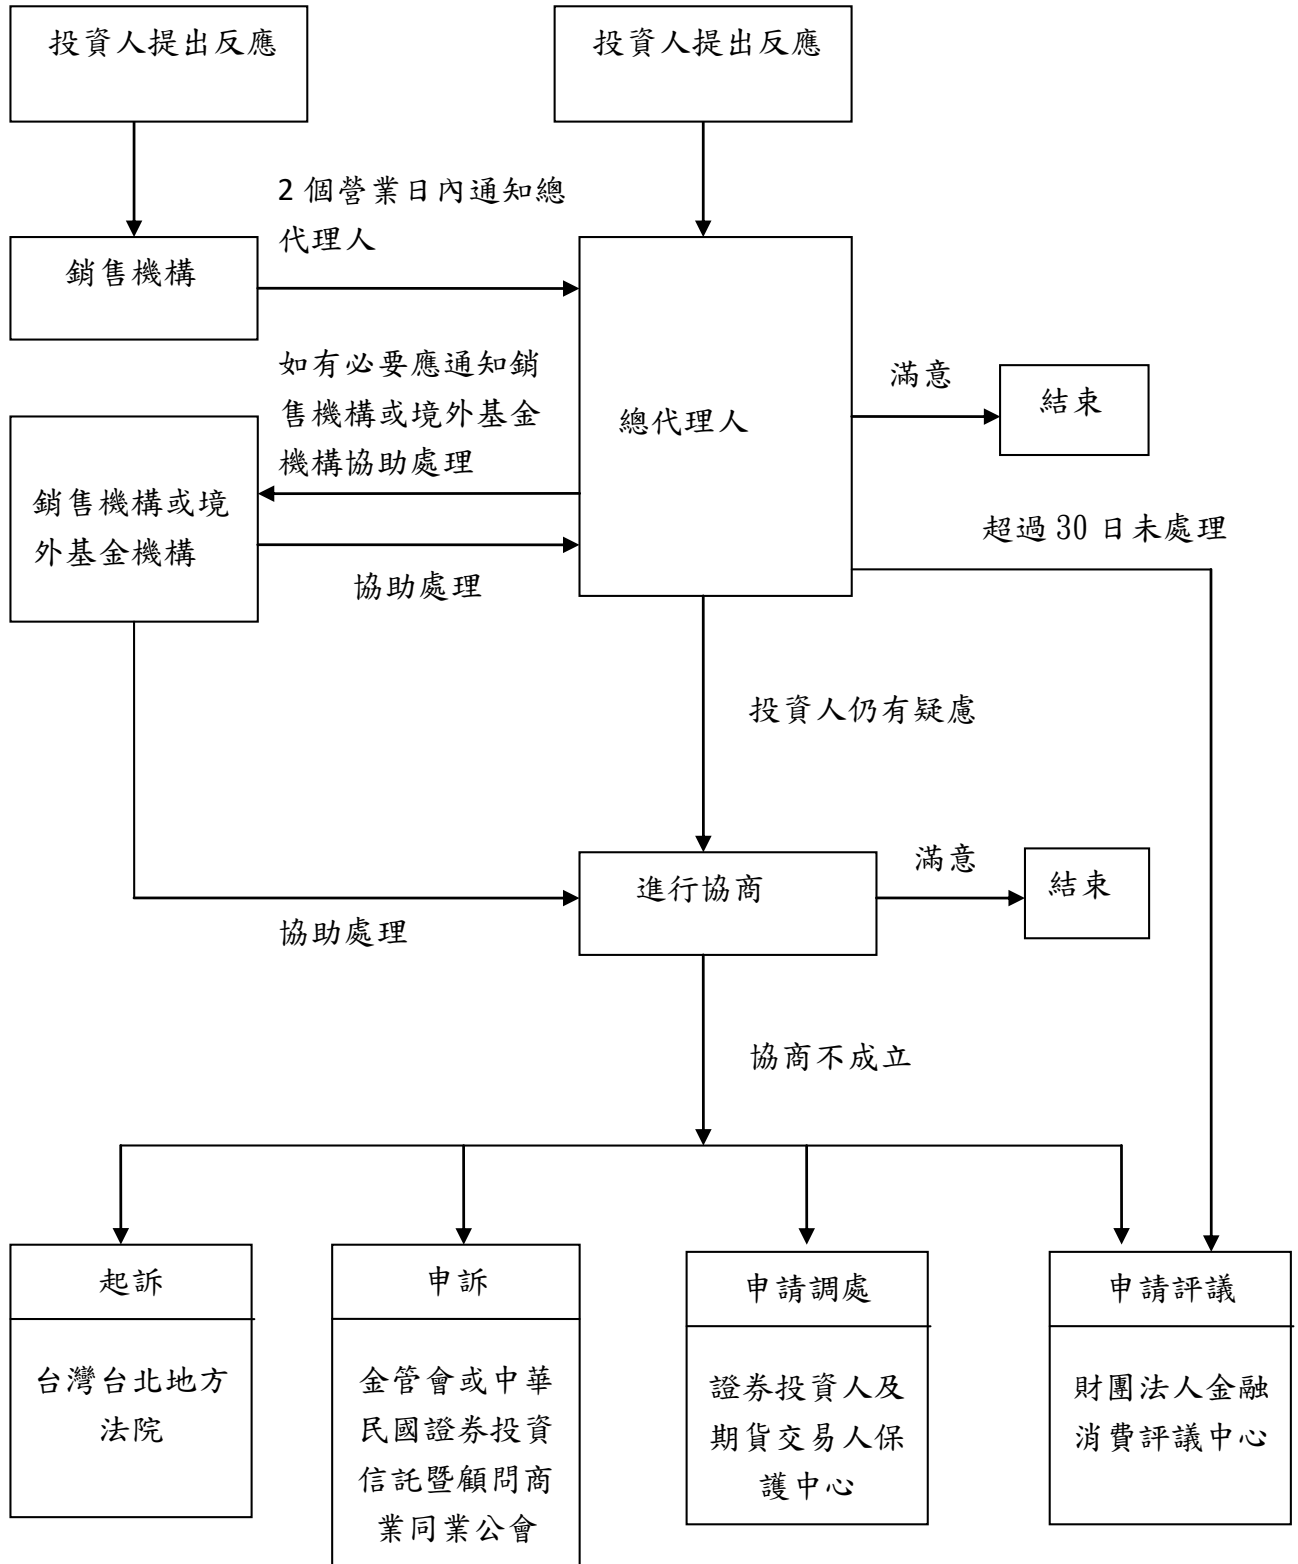 投資人提出反應
投資人提出反應
2 個營業日內通知總
代理人
銷售機構
如有必要應通知銷
售機構或境外基金
機構協助處理
總代理人
滿意
結束
銷售機構或境
外基金機構
超過 30 日未處理
協助處理
投資人仍有疑慮
進行協商
滿意
結束
協助處理
協商不成立
起訴
台灣台北地方
法院
申訴
金管會或中華
民國證券投資
信託暨顧問商
業同業公會
申請調處
證券投資人及
期貨交易人保
護中心
申請評議
財團法人金融
消費評議中心